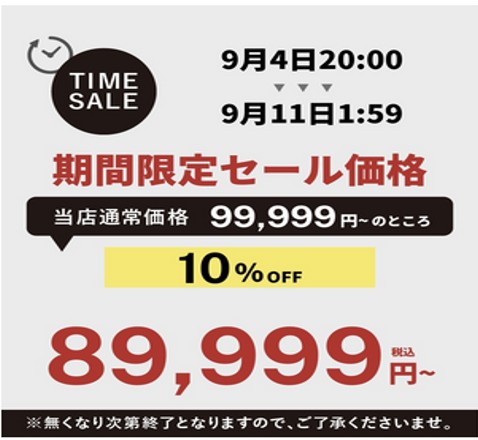 TIME
SALE
9月4日20:00
▼ ▼ ▼
9月11日1:59
期間限定セール価格
当店通常価格 99,999円~のところ
10%OFF
89,999税込円~
※無くなり次第終了となりますので、ご了承くださいませ。